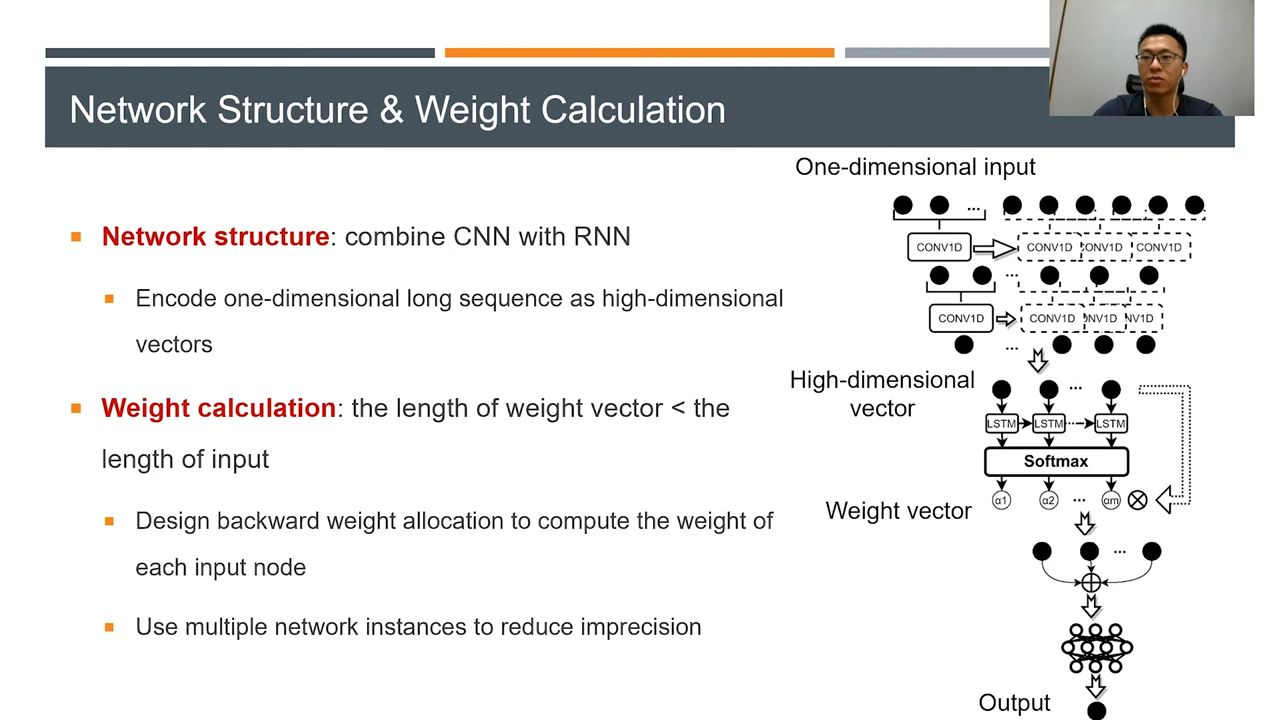 Network Structure & Weight Calculation
One-dimensional input
Network structure: combine CNN with RNN
Encode one-dimensional long sequence as high-dimensional
vectors
Weight calculation: the length of weight vector < the
length of input
Design backward weight allocation to compute the weight of
each input node
Use multiple network instances to reduce imprecision
...
CONV1D CONV1D ONV1D CONV1D
...
CONV1D CONV1D ONV1D NV1D
...
High-dimensional
vector
...
LSTM LSTM ... LSTM
Softmax
Weight vector
α1 α2 ... αm
...
Output